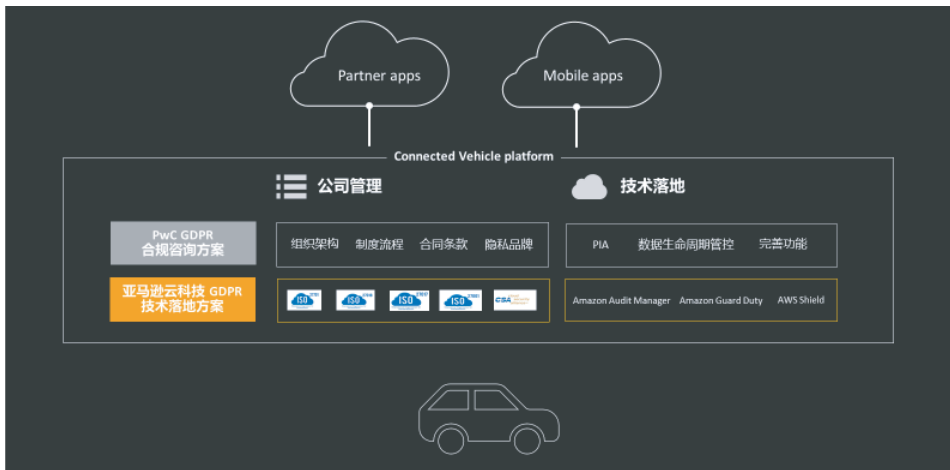 Partner apps
Mobile apps
Connected Vehicle platform
公司管理
技术落地
PwC GDPR
合规咨询方案
组织架构 制度流程 合同条款 隐私品牌
PIA 数据生命周期管控 完善功能
亚马逊云科技 GDPR
技术落地方案
ISO
ISO
ISO
ISO
CSA
Amazon Audit Manager Amazon Guard Duty AWS Shield